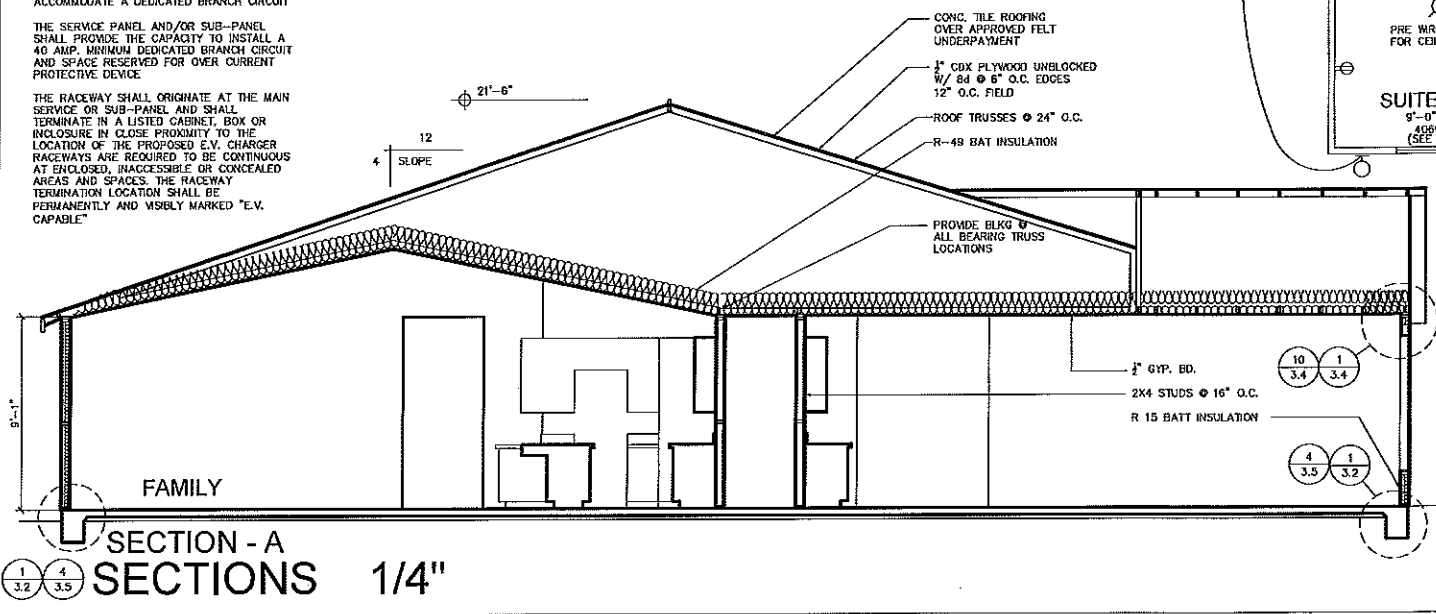 ACCOMMODATE A DEDICATED BRANCH CIRCUIT
THE SERVICE PANEL AND/OR SUB-PANEL
SHALL PROVIDE THE CAPACITY TO INSTALL A
40 AMP. MINIMUM DEDICATED BRANCH CIRCUIT
AND SPACE RESERVED FOR OVER CURRENT
PROTECTIVE DEVICE
THE RACEWAY SHALL ORIGINATE AT THE MAIN
SERVICE OR SUB-PANEL AND SHALL
TERMINATE IN A LISTED CABINET, BOX OR
INCLOSURE IN CLOSE PROXIMITY TO THE
LOCATION OF THE PROPOSED E.V. CHARGER
RACEWAYS ARE REQUIRED TO BE CONTINUOUS
AT ENCLOSED, INACCESSIBLE OR CONCEALED
AREAS AND SPACES. THE RACEWAY
TERMINATION LOCATION SHALL BE
PERMANENTLY AND VISIBLY MARKED "E.V.
CAPABLE"
21'-6"
12
4 SLOPE
CONC. TILE ROOFING
OVER APPROVED FELT
UNDERPAYMENT
1/2" CDX PLYWOOD UNBLOCKED
W/ 8d @ 6" O.C. EDGES
12" O.C. FIELD
ROOF TRUSSES @ 24" O.C.
R-49 BAT INSULATION
PROVIDE BLKG @
ALL BEARING TRUSS
LOCATIONS
PRE
FOR
SUITE
9'-0"
(SEE
1/2" GYP. BD.
2X4 STUDS @ 16" O.C.
R 15 BATT INSULATION
10
3.4
1
3.4
4
3.5
1
3.2
9'-1"
FAMILY
SECTION - A
1
3.2
4
3.5
SECTIONS 1/4"